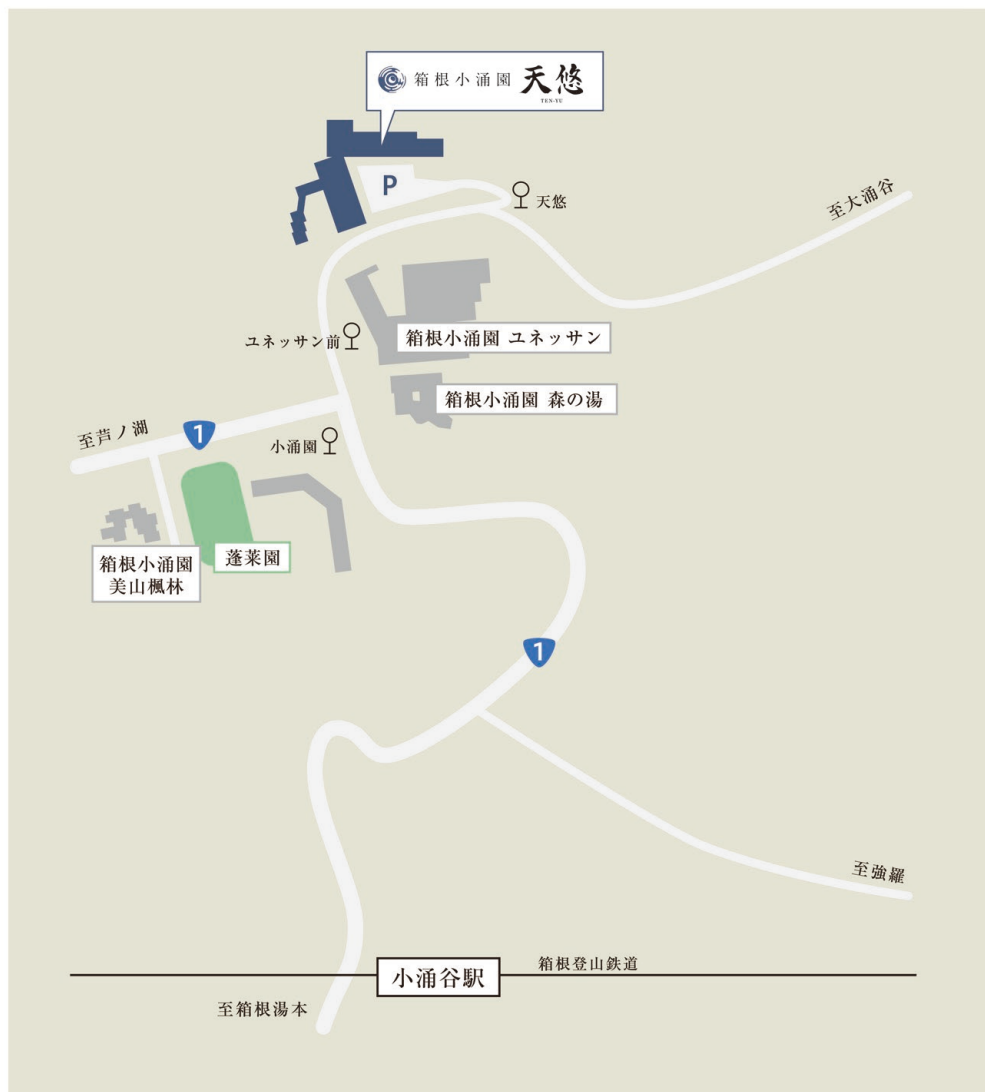 箱根小涌園 天悠
TEN-YU
P
天悠
至大涌谷
ユネッサン前
箱根小涌園 ユネッサン
箱根小涌園 森の湯
至芦ノ湖
1
小涌園
箱根小涌園
美山楓林
蓬莱園
1
至強羅
箱根登山鉄道
小涌谷駅
至箱根湯本